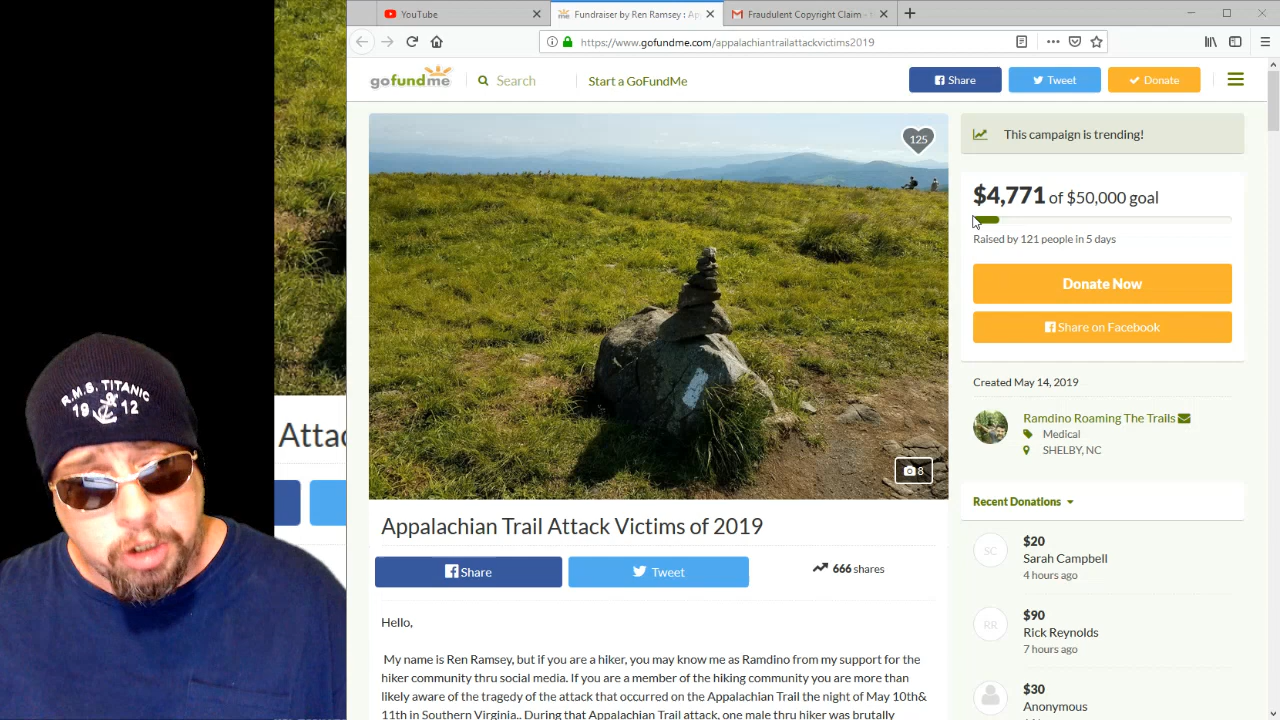 YouTube
Fundraiser by Ren Ramsey : Ap
Fraudulent Copyright Claim -
https://www.gofundme.com/appalachiantrailattackvictims2019
gofundme
Search
Start a GoFundMe
Share
Tweet
Donate
125
This campaign is trending!
$4,771 of $50,000 goal
Raised by 121 people in 5 days
Donate Now
Share on Facebook
Created May 14, 2019
Ramdino Roaming The Trails
Medical
SHELBY, NC
8
Recent Donations
$20
SC
Sarah Campbell
4 hours ago
$90
RR
Rick Reynolds
7 hours ago
$30
Anonymous
Appalachian Trail Attack Victims of 2019
Share
Tweet
666 shares
Hello,
My name is Ren Ramsey, but if you are a hiker, you may know me as Ramdino from my support for the
hiker community thru social media. If you are a member of the hiking community you are more than
likely aware of the tragedy of the attack that occurred on the Appalachian Trail the night of May 10th&
11th in Southern Virginia.. During that Appalachian Trail attack, one male thru hiker was brutally
Attac
R.M.S. TITANIC
19 12